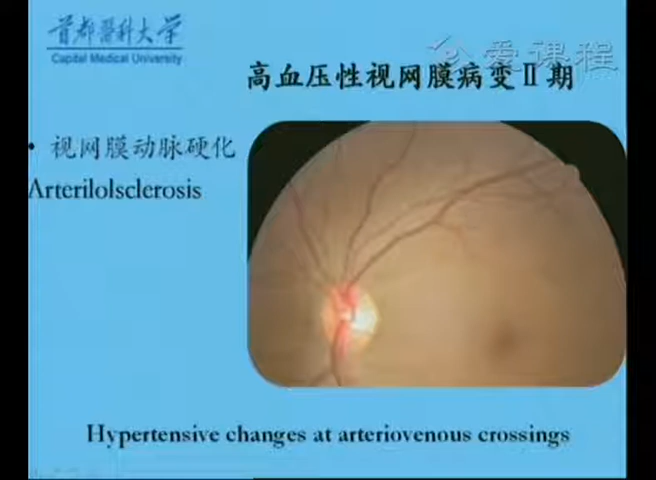 首都医科大学
Capital Medical University
爱课程
高血压性视网膜病变Ⅱ期
• 视网膜动脉硬化
Arterilolsclerosis
Hypertensive changes at arteriovenous crossings